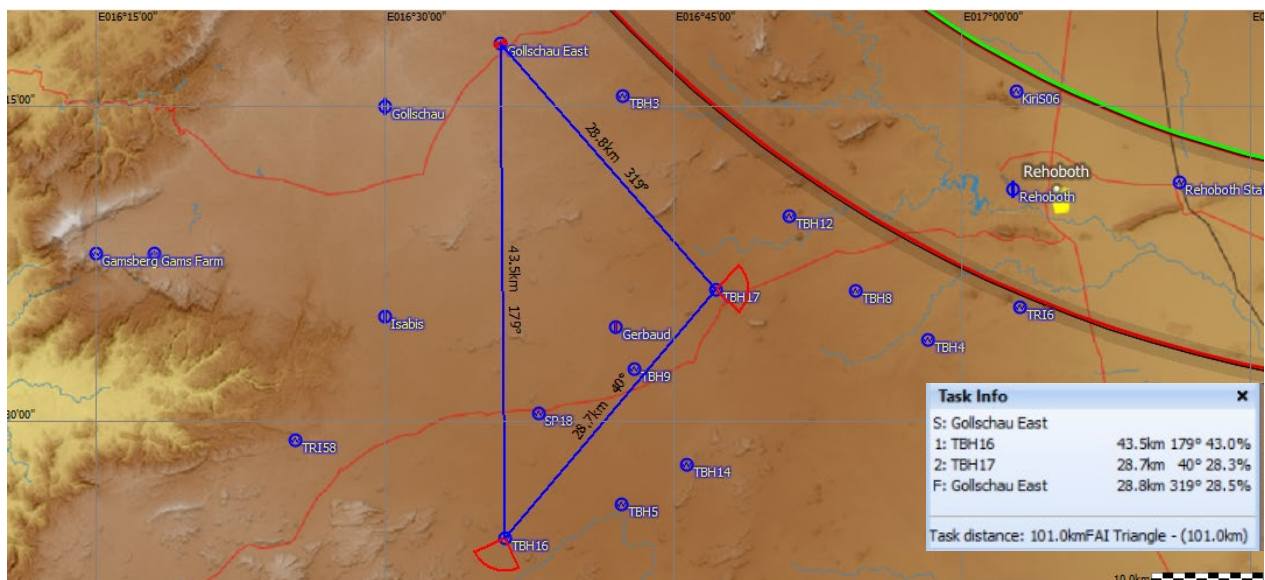 E016°15'00"
E016°30'00"
E016°45'00"
E017°00'00"
Gollschau East
15'00"
Gollschau
TBH3
KiriS06
28.8km 319°
Rehoboth
Rehoboth
Rehoboth Stat
TBH12
Gamsberg Gams Farm
43.5km 179°
TBH17
TBH8
TRI6
Isabis
Gerbaud
TBH4
TBH9
28.7km 40°
SP18
30'00"
TRI58
TBH14
TBH5
TBH16
Task Info x
S: Gollschau East
1: TBH16 43.5km 179° 43.0%
2: TBH17 28.7km 40° 28.3%
F: Gollschau East 28.8km 319° 28.5%
Task distance: 101.0kmFAI Triangle - (101.0km)
10.0km